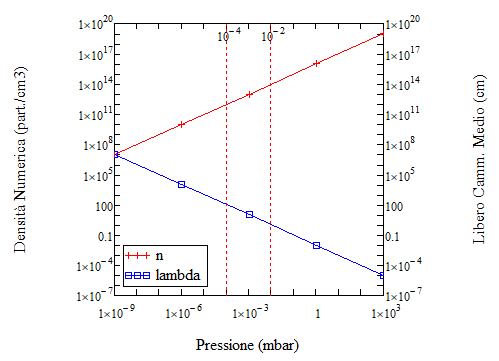 1×10^20 10^-4 10^-2 1×10^20
1×10^17 1×10^17
1×10^14 1×10^14
1×10^11 1×10^11
1×10^8 1×10^8
1×10^5 1×10^5
100 100
0.1 0.1
1×10^-4 1×10^-4
1×10^-7 1×10^-7
Densità Numerica (part./cm3)
Libero Camm. Medio (cm)
n
lambda
1×10^-9 1×10^-6 1×10^-3 1 1×10^3
Pressione (mbar)